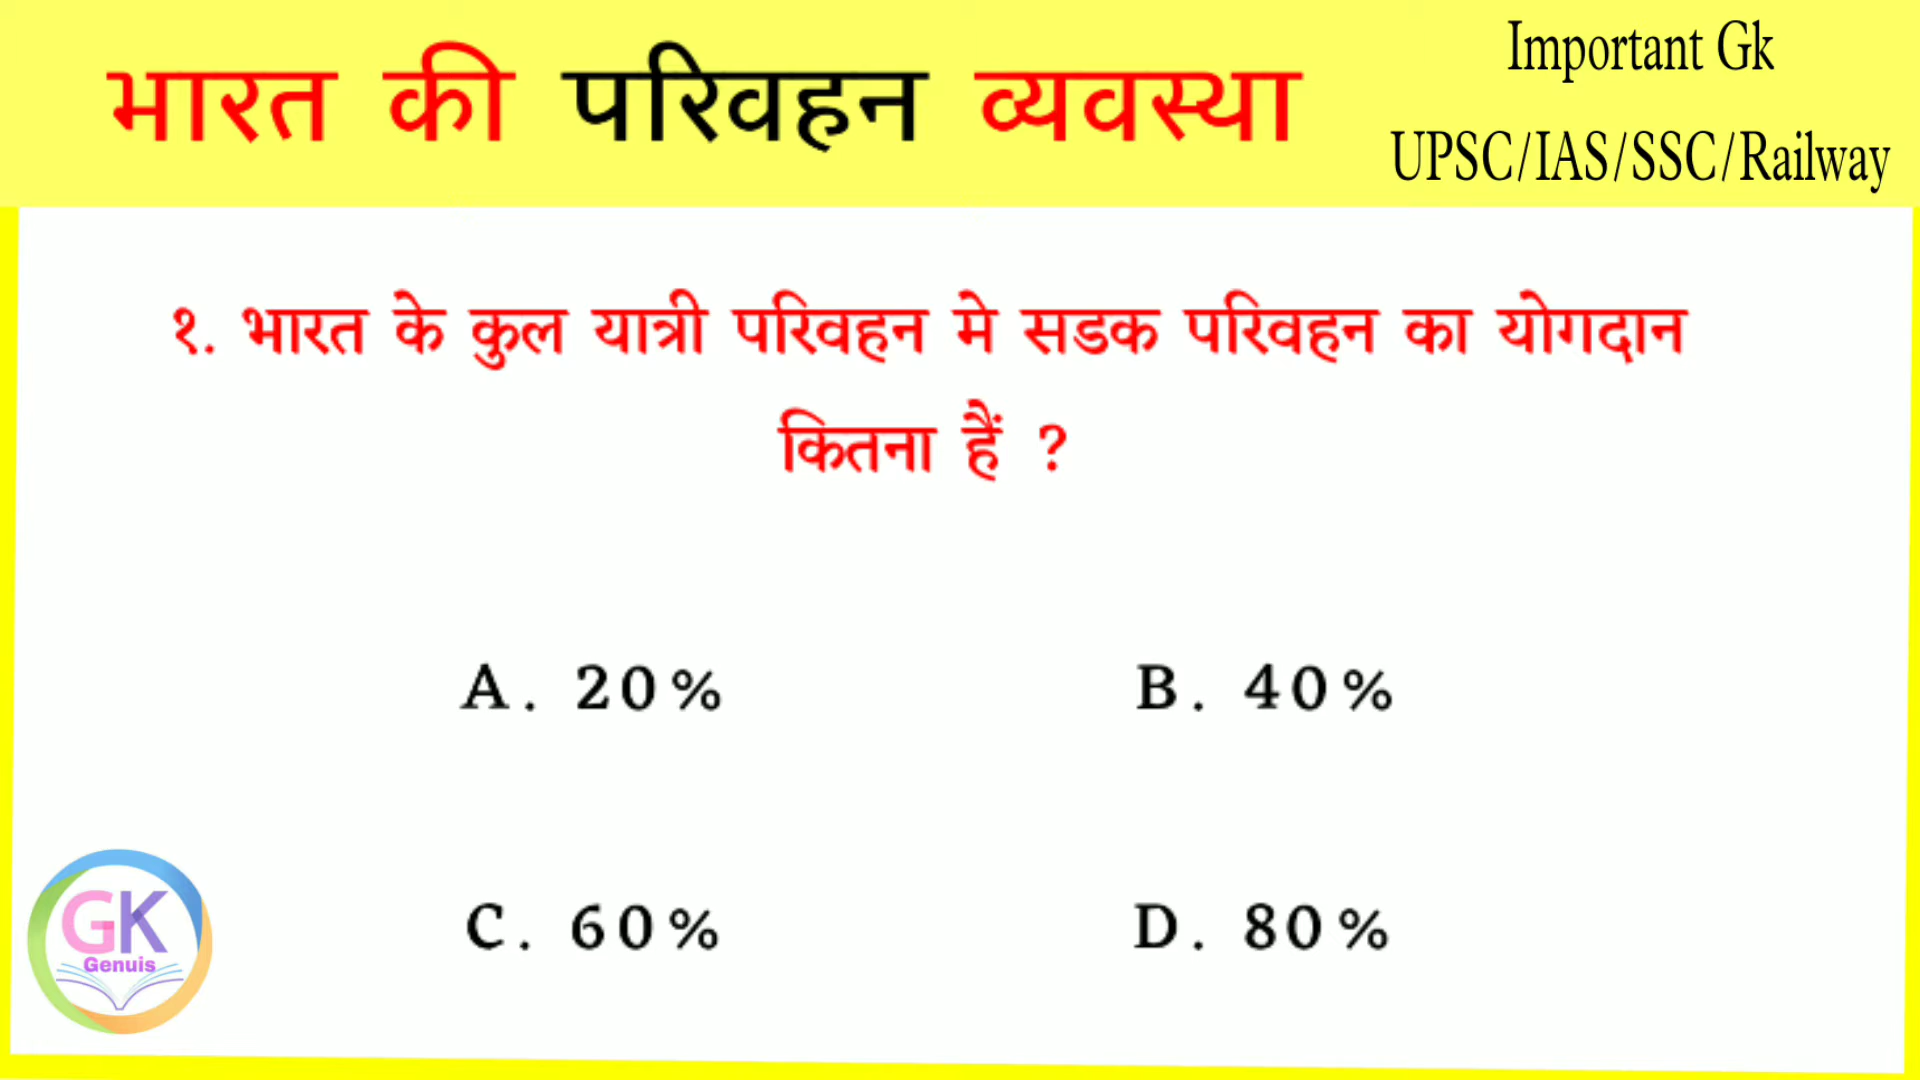 भारत की परिवहन व्यवस्था
Important Gk
UPSC/IAS/SSC/Railway
१. भारत के कुल यात्री परिवहन मे सडक परिवहन का योगदान
कितना हैं ?
A. 20%
B. 40%
C. 60%
D. 80%
GK
Genuis